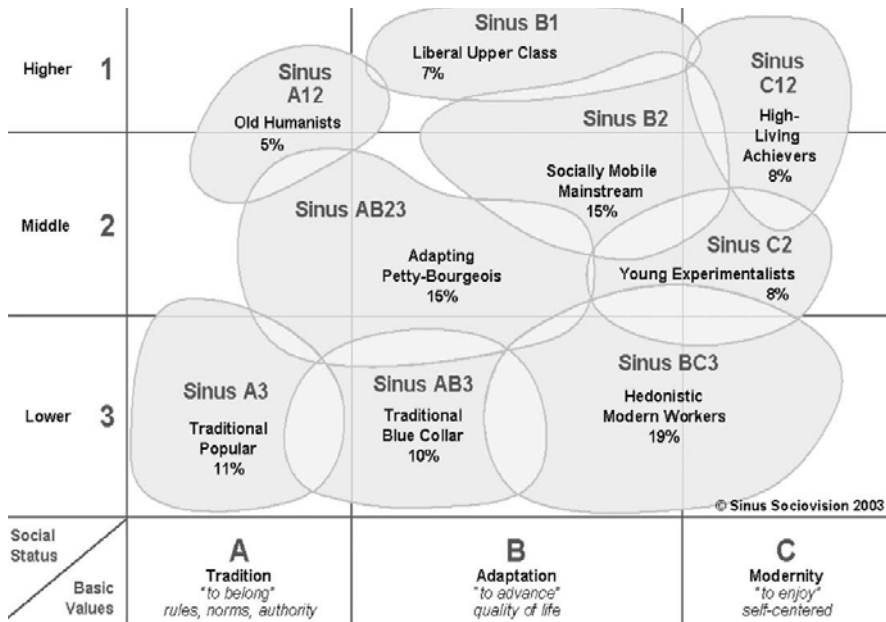 Higher 1
Sinus B1
Liberal Upper Class
7%
Sinus
A12
Old Humanists
5%
Sinus
C12
High-
Living
Achievers
8%
Sinus B2
Socially Mobile
Mainstream
15%
Middle 2
Sinus AB23
Adapting
Petty-Bourgeois
15%
Sinus C2
Young Experimentalists
8%
Lower 3
Sinus A3
Traditional
Popular
11%
Sinus AB3
Traditional
Blue Collar
10%
Sinus BC3
Hedonistic
Modern Workers
19%
© Sinus Sociovision 2003
Social
Status
Basic
Values
A
Tradition
"to belong"
rules, norms, authority
B
Adaptation
"to advance"
quality of life
C
Modernity
"to enjoy"
self-centered